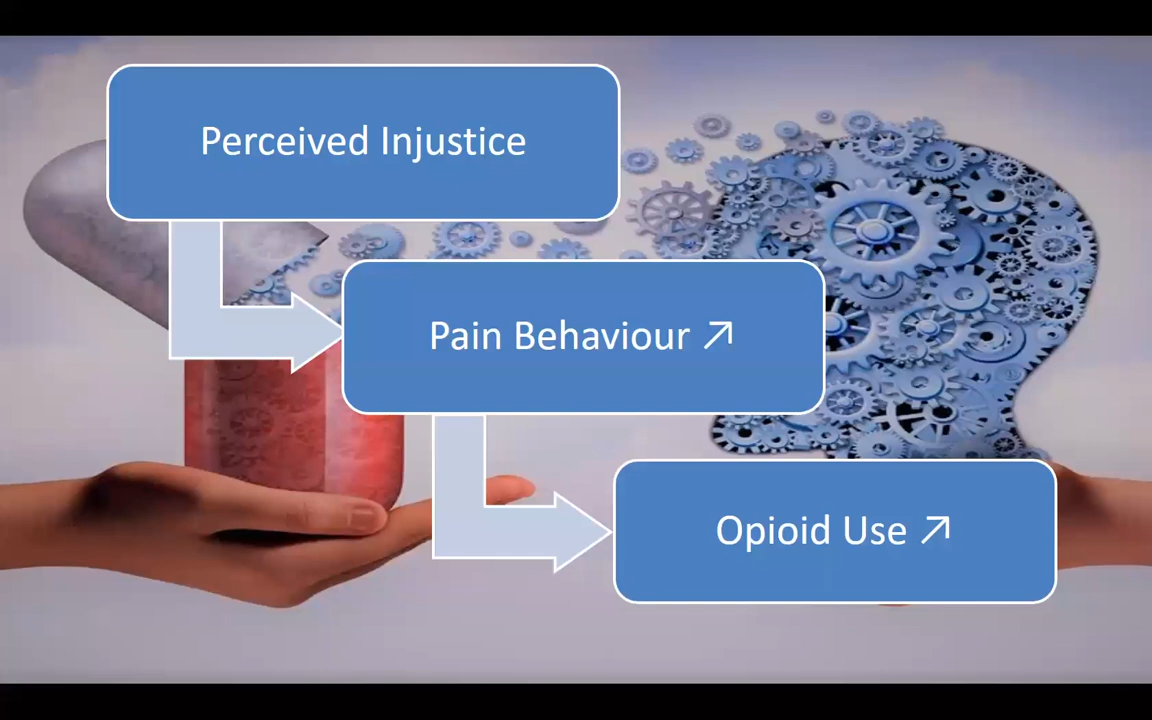 Perceived Injustice
Pain Behaviour ↗
Opioid Use ↗